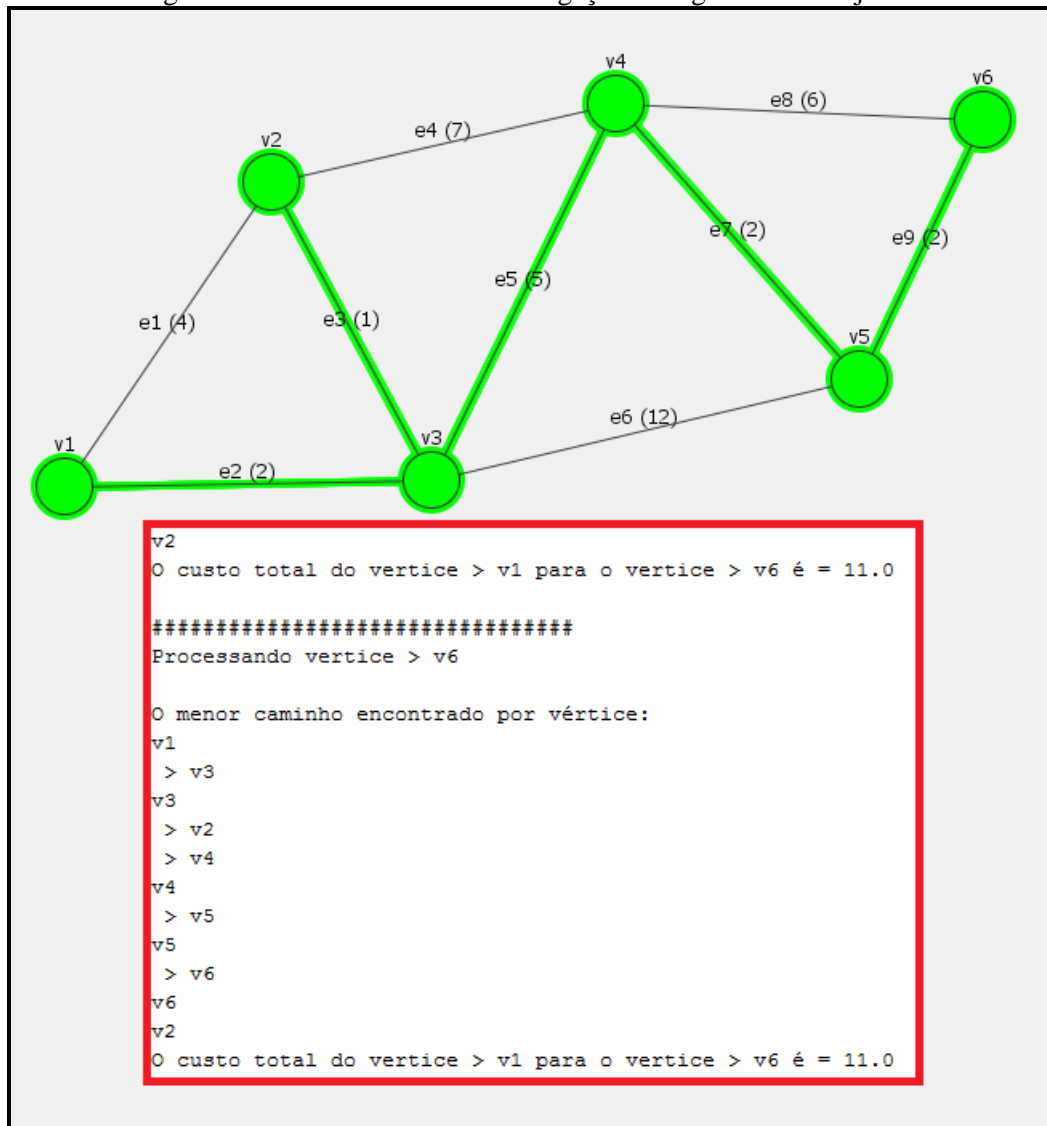 v4
v6
e8 (6)
e4 (7)
v2
e7 (2)
e9 (2)
e5 (5)
e1 (4)
e3 (1)
v5
e6 (12)
v3
v1
e2 (2)
v2
O custo total do vertice > v1 para o vertice > v6 é = 11.0
#################################
Processando vertice > v6
O menor caminho encontrado por vértice:
v1
> v3
v3
> v2
> v4
v4
> v5
v5
> v6
v6
v2
O custo total do vertice > v1 para o vertice > v6 é = 11.0